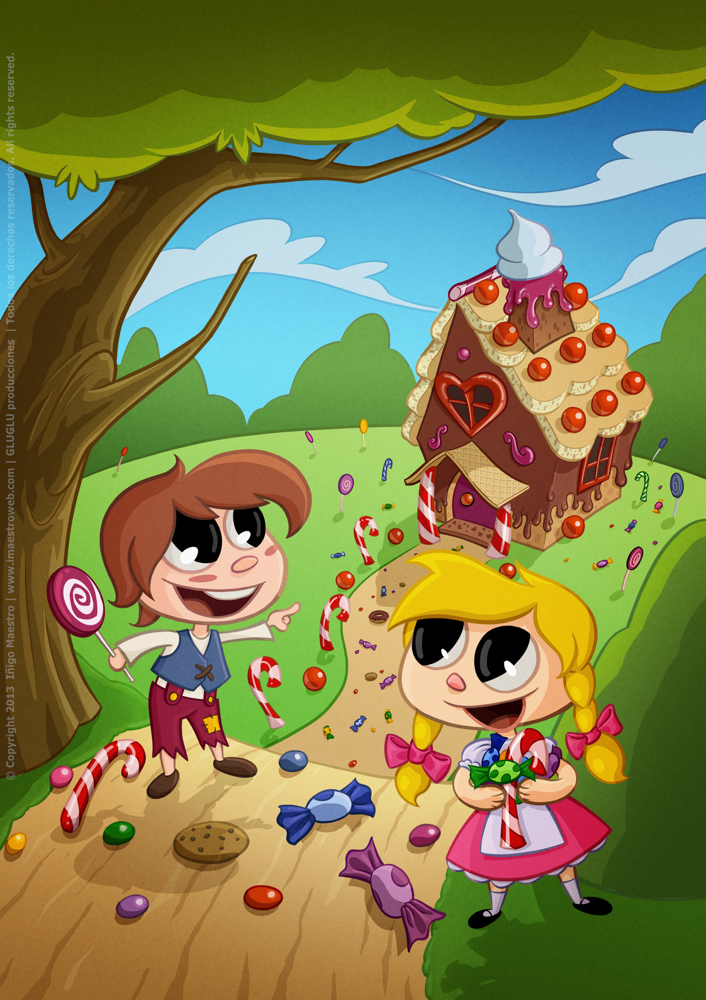 © Copyright 2013 Iñigo Maestro | www.imaestroweb.com | GLUGLU producciones | Todos los derechos reservados. All rights reserved.